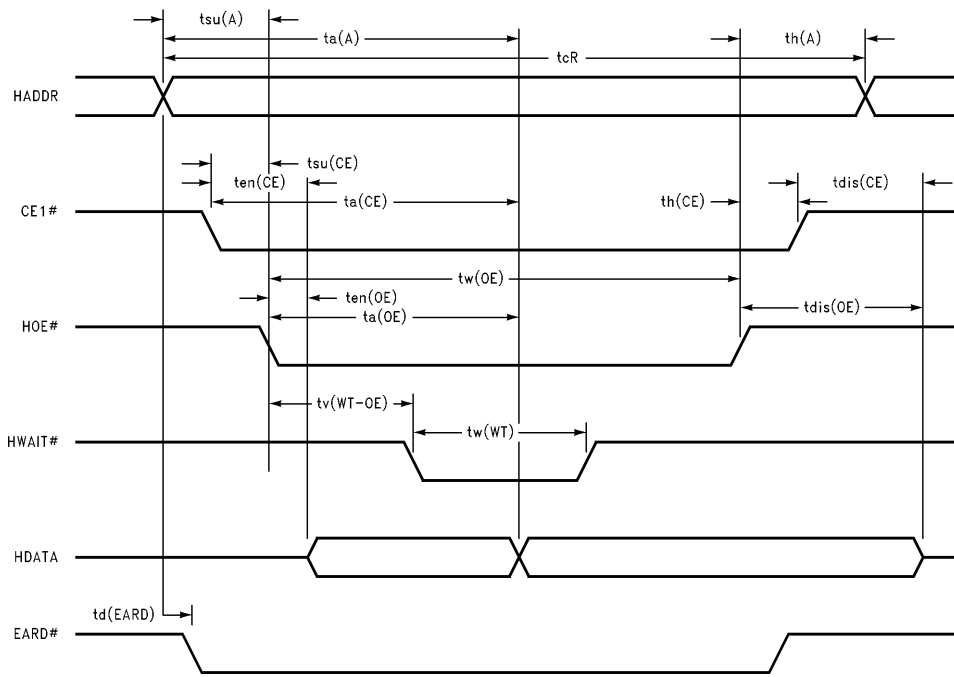 tsu(A)
ta(A)
th(A)
tcR
HADDR
tsu(CE)
ten(CE)
tdis(CE)
ta(CE)
th(CE)
CE1#
tw(OE)
ten(OE)
tdis(OE)
ta(OE)
HOE#
tv(WT-OE)
tw(WT)
HWAIT#
HDATA
td(EARD)
EARD#